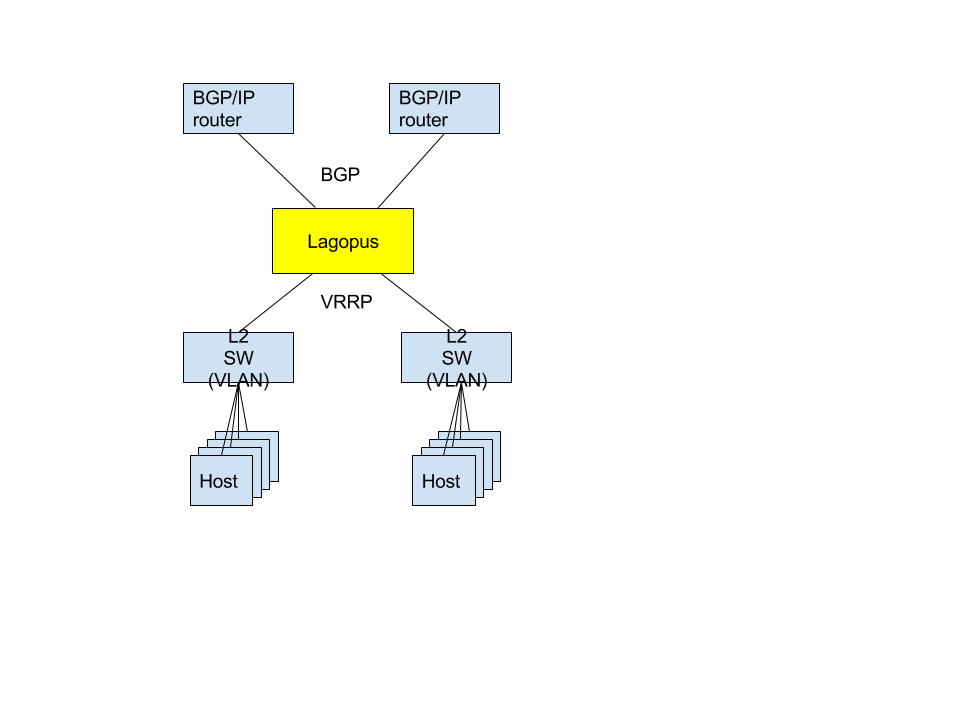 BGP/IP
router
BGP/IP
router
BGP
Lagopus
VRRP
L2
SW
(VLAN)
L2
SW
(VLAN)
Host
Host